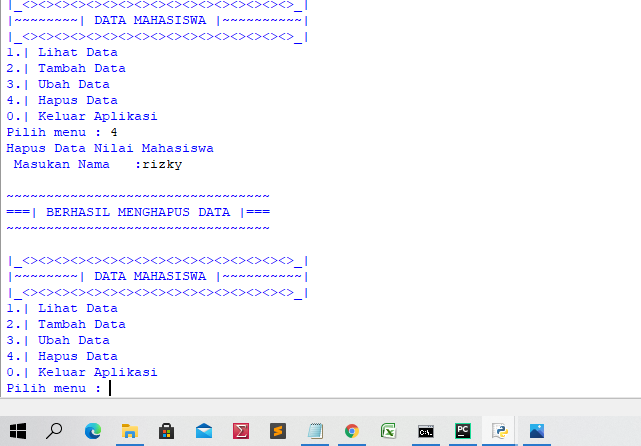 |_<><><><><><><><><><><><><><><><><>_|
|~~~~~~~~| DATA MAHASISWA |~~~~~~~~~~|
|_<><><><><><><><><><><><><><><><><>_|
1.| Lihat Data
2.| Tambah Data
3.| Ubah Data
4.| Hapus Data
0.| Keluar Aplikasi
Pilih menu : 4
Hapus Data Nilai Mahasiswa
Masukan Nama   :rizky
~~~~~~~~~~~~~~~~~~~~~~~~~~~~~~~~~
===| BERHASIL MENGHAPUS DATA |===
~~~~~~~~~~~~~~~~~~~~~~~~~~~~~~~~~
|_<><><><><><><><><><><><><><><><><>_|
|~~~~~~~~| DATA MAHASISWA |~~~~~~~~~~|
|_<><><><><><><><><><><><><><><><><>_|
1.| Lihat Data
2.| Tambah Data
3.| Ubah Data
4.| Hapus Data
0.| Keluar Aplikasi
Pilih menu :